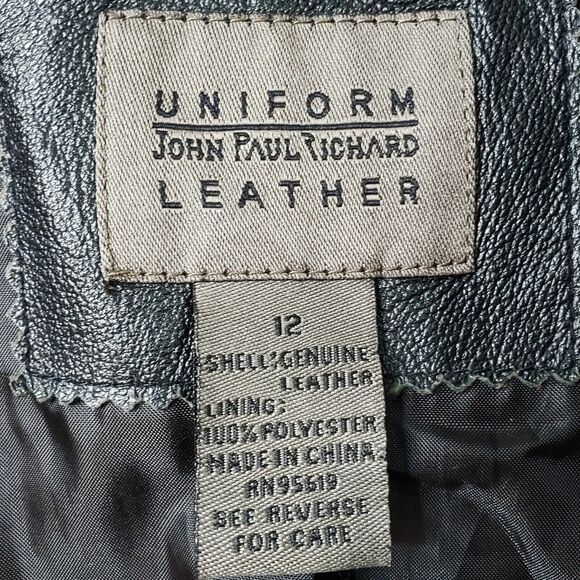 UNIFORM
JOHN PAUL RICHARD
LEATHER
12
SHELL:GENUINE
LEATHER
LINING:
100% POLYESTER
MADE IN CHINA
RN95619
SEE REVERSE
FOR CARE